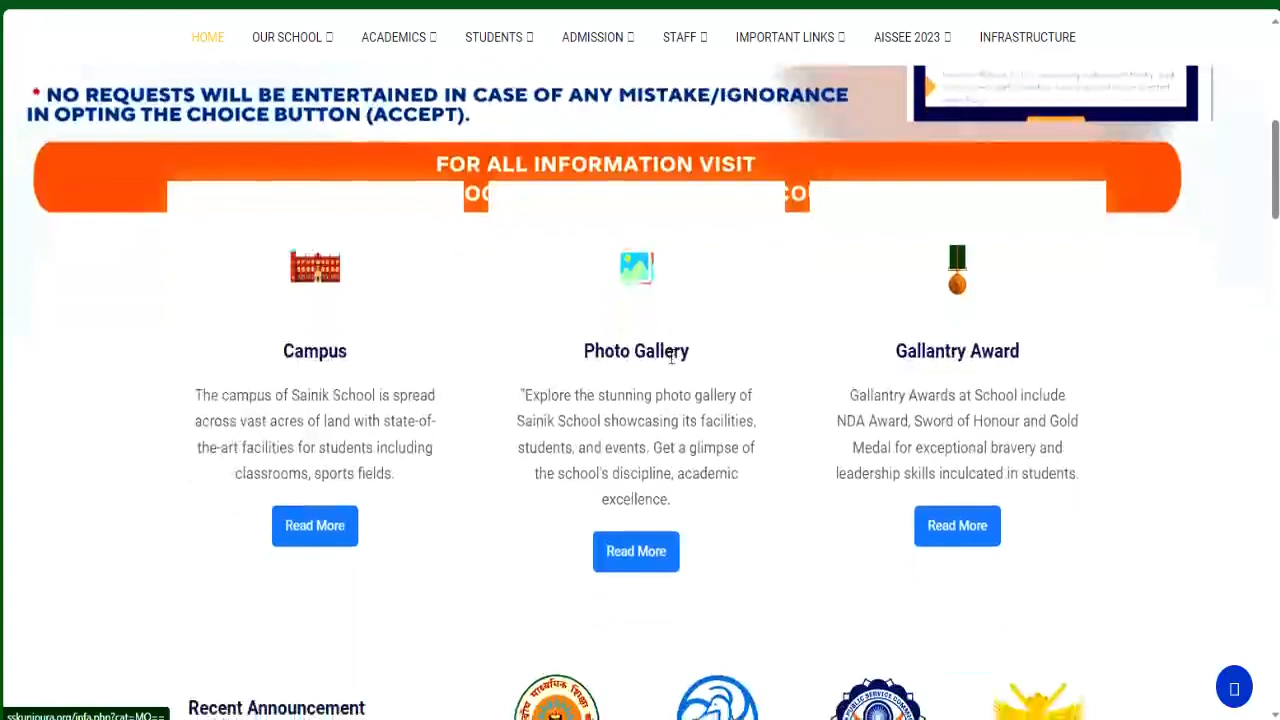 HOME OUR SCHOOL ACADEMICS STUDENTS ADMISSION STAFF IMPORTANT LINKS AISSEE 2023 INFRASTRUCTURE
* NO REQUESTS WILL BE ENTERTAINED IN CASE OF ANY MISTAKE/IGNORANCE
IN OPTING THE CHOICE BUTTON (ACCEPT).
FOR ALL INFORMATION VISIT
Campus
The campus of Sainik School is spread
across vast acres of land with state-of-
the-art facilities for students including
classrooms, sports fields.
Read More
Photo Gallery
"Explore the stunning photo gallery of
Sainik School showcasing its facilities,
students, and events. Get a glimpse of
the school's discipline, academic
excellence.
Read More
Gallantry Award
Gallantry Awards at School include
NDA Award, Sword of Honour and Gold
Medal for exceptional bravery and
leadership skills inculcated in students.
Read More
Recent Announcement